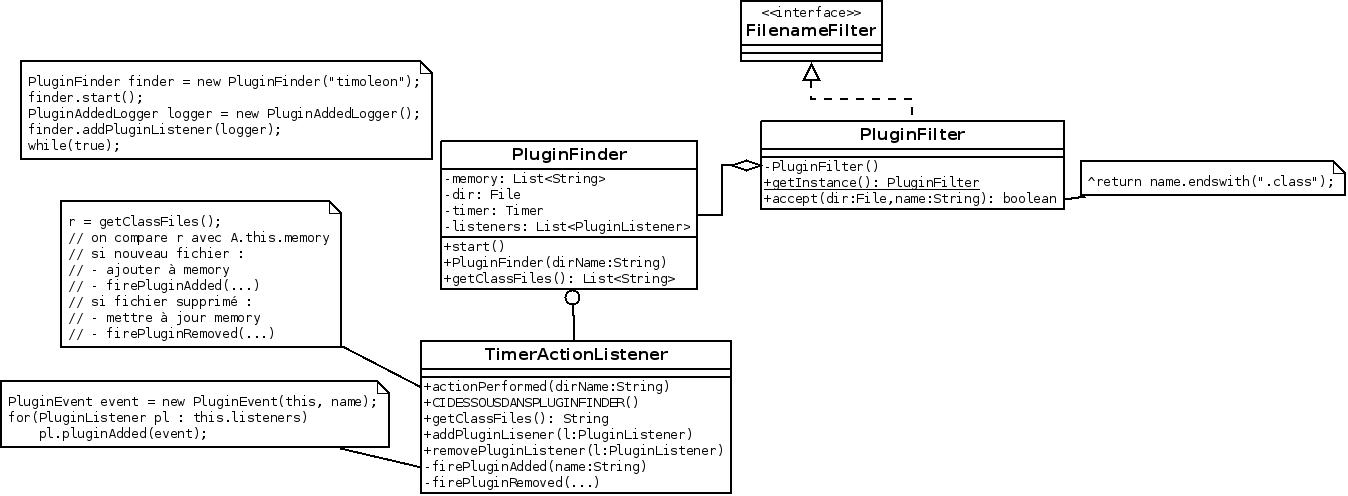 <<interface>>
FilenameFilter
PluginFinder finder = new PluginFinder("timoleon");
finder.start();
PluginAddedLogger logger = new PluginAddedLogger();
finder.addPluginListener(logger);
while(true);
PluginFilter
-PluginFilter()
+getInstance(): PluginFilter
+accept(dir:File,name:String): boolean
^return name.endswith(".class");
PluginFinder
-memory: List<String>
-dir: File
-timer: Timer
-listeners: List<PluginListener>
+start()
+PluginFinder(dirName:String)
+getClassFiles(): List<String>
r = getClassFiles();
// on compare r avec A.this.memory
// si nouveau fichier :
// - ajouter à memory
// - firePluginAdded(...)
// si fichier supprimé :
// - mettre à jour memory
// - firePluginRemoved(...)
TimerActionListener
+actionPerformed(dirName:String)
+CIDESSOUSDANSPLUGINFINDER()
+getClassFiles(): String
+addPluginLisener(l:PluginListener)
+removePluginListener(l:PluginListener)
-firePluginAdded(name:String)
-firePluginRemoved(...)
PluginEvent event = new PluginEvent(this, name);
for(PluginListener pl : this.listeners)
    pl.pluginAdded(event);